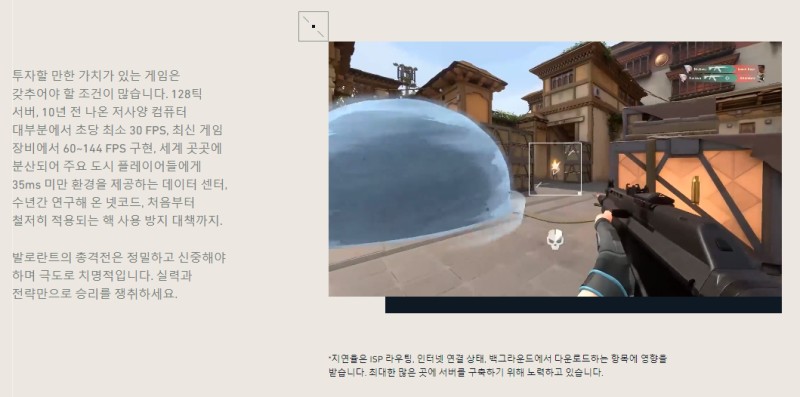 투자할 만한 가치가 있는 게임은
갖추어야 할 조건이 많습니다. 128틱
서버, 10년 전 나온 저사양 컴퓨터
대부분에서 초당 최소 30 FPS, 최신 게임
장비에서 60~144 FPS 구현, 세계 곳곳에
분산되어 주요 도시 플레이어들에게
35ms 미만 환경을 제공하는 데이터 센터,
수년간 연구해 온 넷코드, 처음부터
철저히 적용되는 핵 사용 방지 대책까지.
발로란트의 총격전은 정밀하고 신중해야
하며 극도로 치명적입니다. 실력과
전략만으로 승리를 쟁취하세요.
*지연율은 ISP 라우팅, 인터넷 연결 상태, 백그라운드에서 다운로드하는 항목에 영향을
받습니다. 최대한 많은 곳에 서버를 구축하기 위해 노력하고 있습니다.